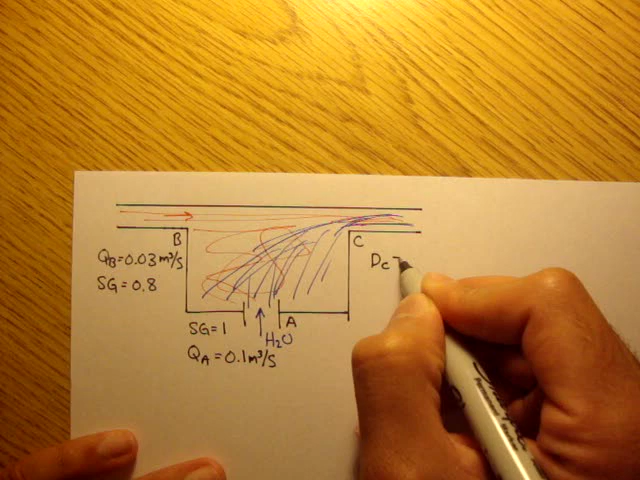 B
C
Q_B = 0.03 m³/s
SG = 0.8
D_C
SG = 1
A
H₂O
Q_A = 0.1 m³/s